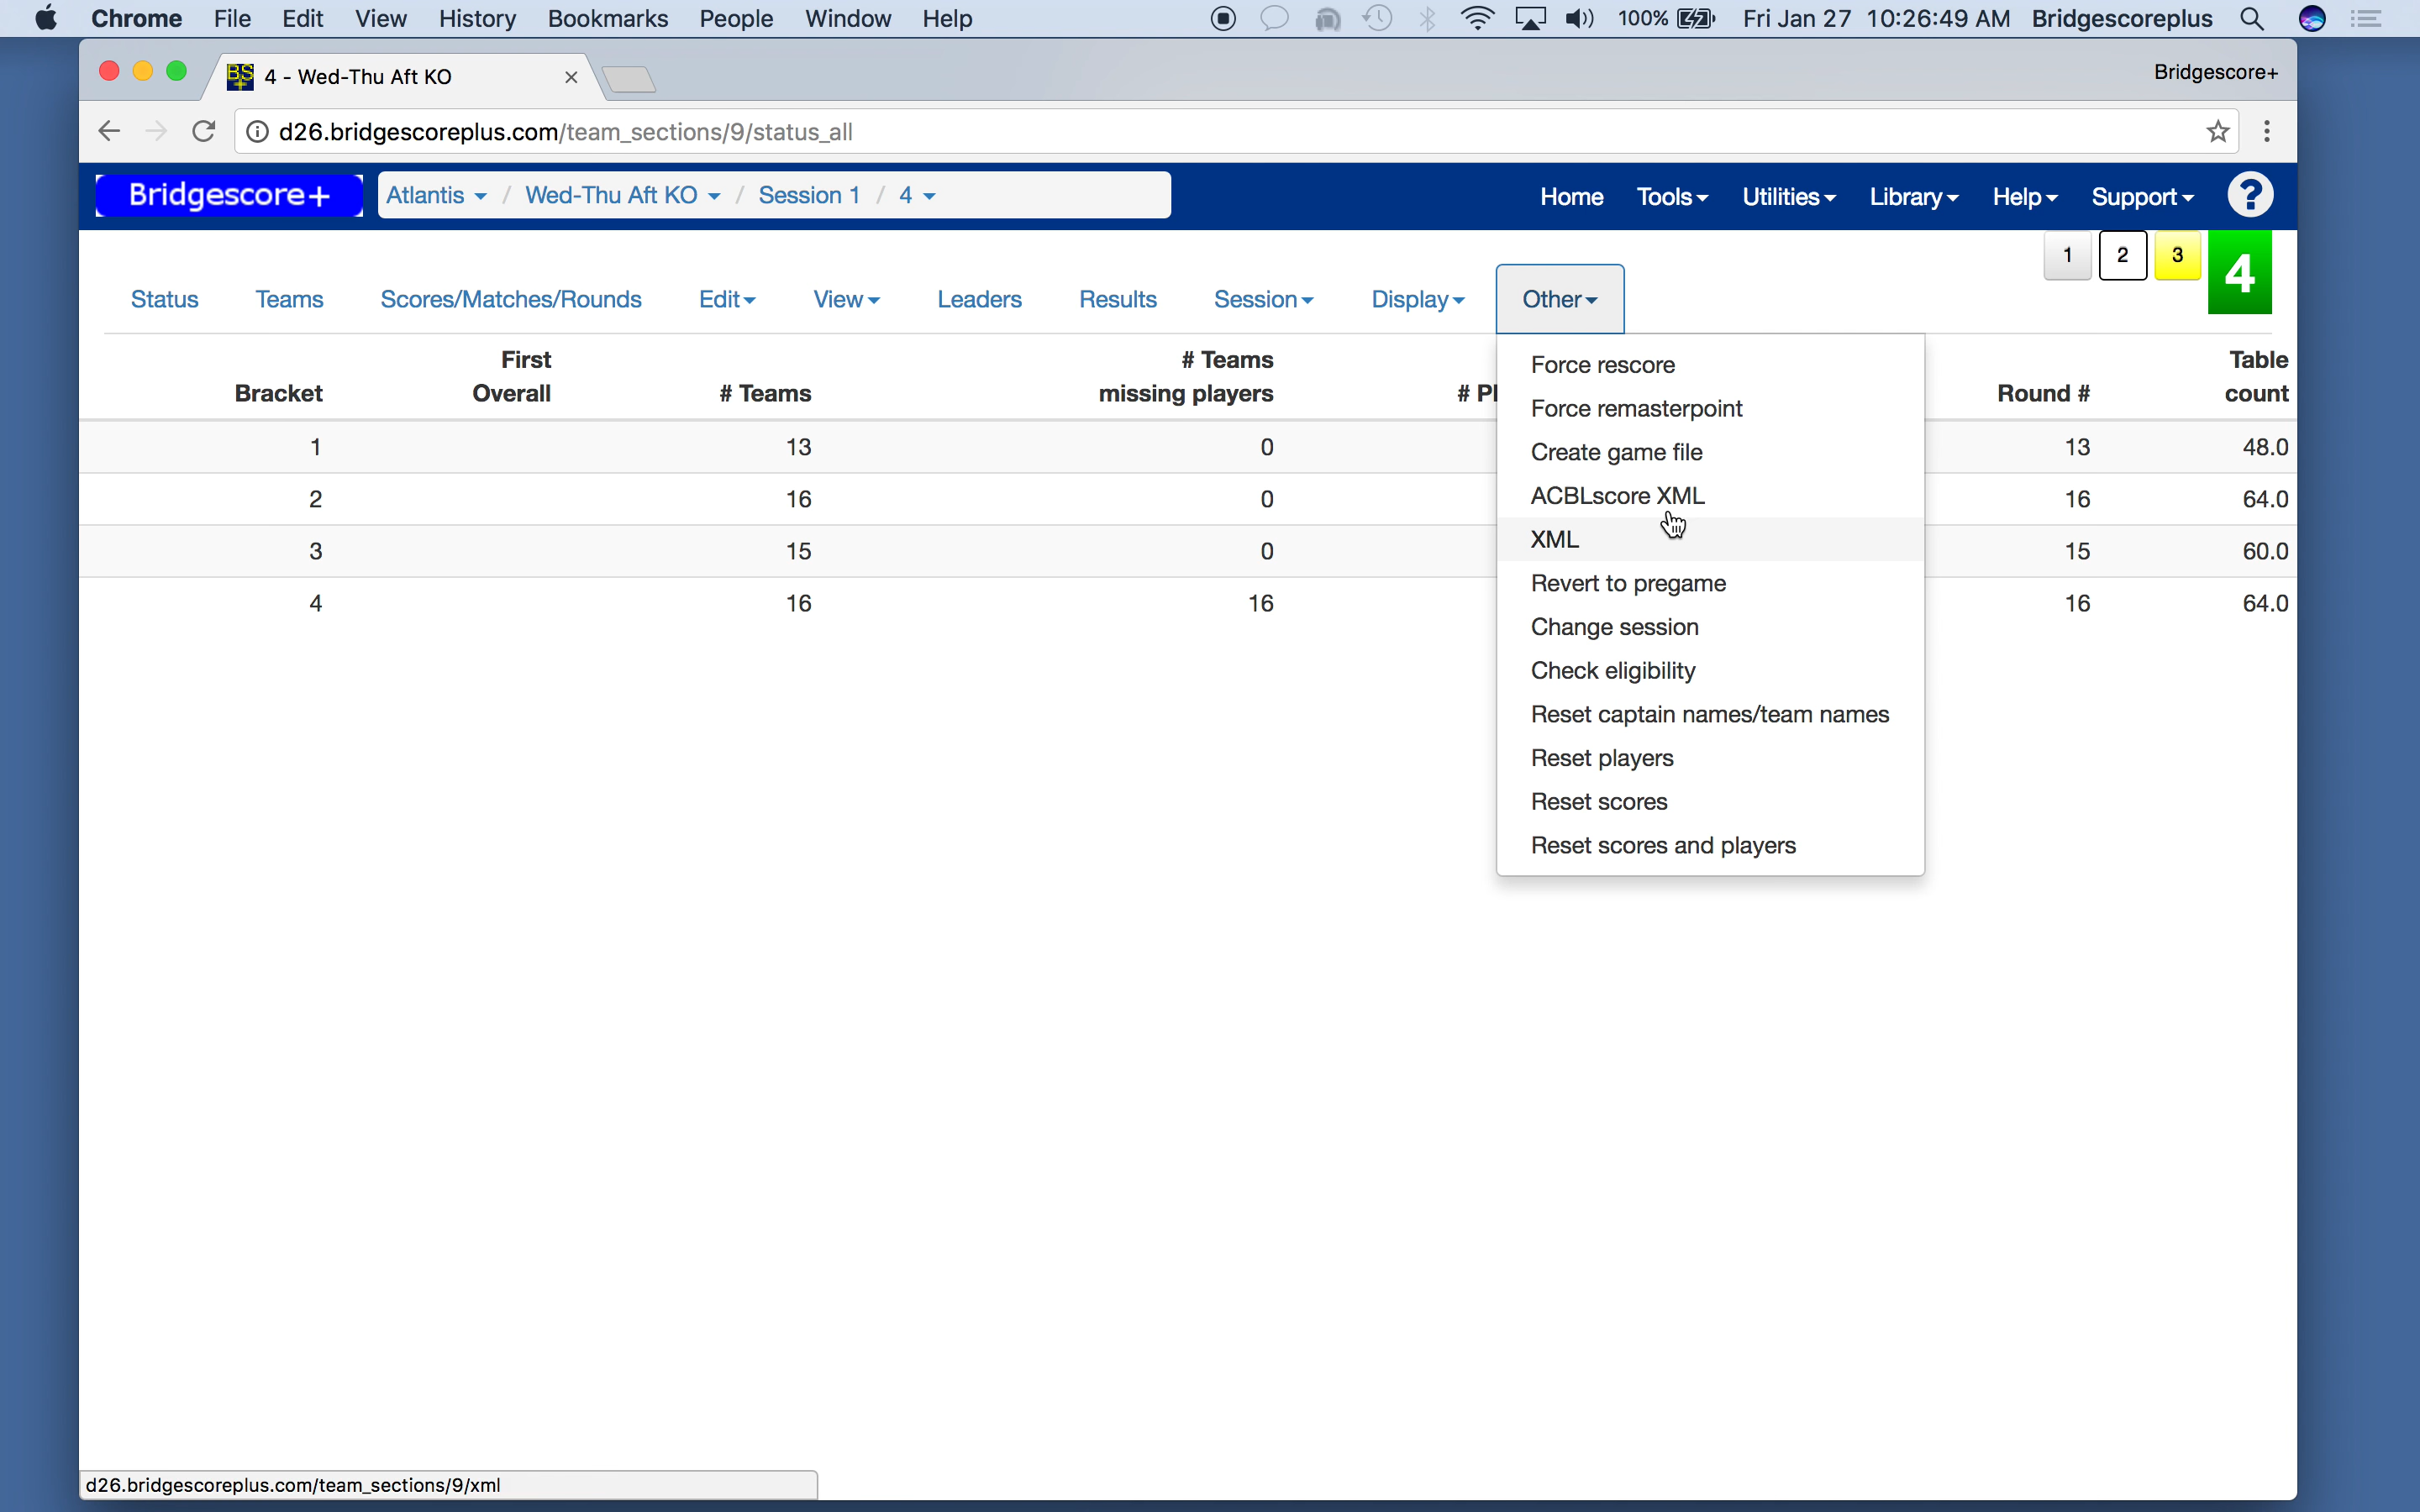 Chrome File Edit View History Bookmarks People Window Help 100% Fri Jan 27 10:26:49 AM Bridgescoreplus
BS+ 4 - Wed-Thu Aft KO × Bridgescore+
d26.bridgescoreplus.com/team_sections/9/status_all
Bridgescore+ Atlantis / Wed-Thu Aft KO / Session 1 / 4 Home Tools Utilities Library Help Support ?
1 2 3 4
Status Teams Scores/Matches/Rounds Edit View Leaders Results Session Display Other
First # Teams Table
Bracket Overall # Teams missing players # Pl Round # count
1 13 0 13 48.0
2 16 0 16 64.0
3 15 0 15 60.0
4 16 16 16 64.0
Force rescore
Force remasterpoint
Create game file
ACBLscore XML
XML
Revert to pregame
Change session
Check eligibility
Reset captain names/team names
Reset players
Reset scores
Reset scores and players
d26.bridgescoreplus.com/team_sections/9/xml